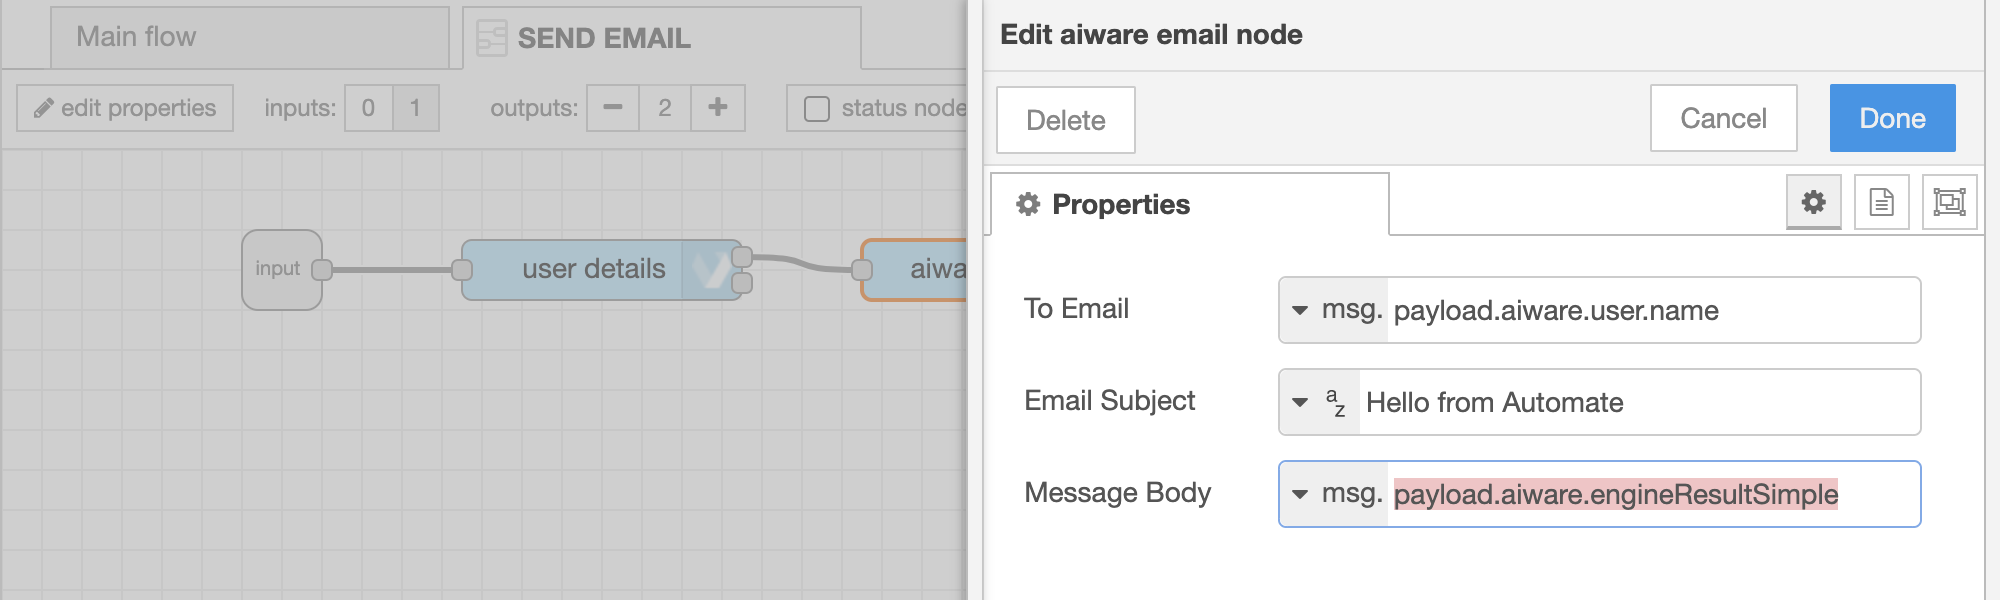 Main flow
SEND EMAIL
edit properties
inputs: 0 1
outputs: 2
status node
input
user details
aiwa
Edit aiware email node
Delete
Cancel
Done
Properties
To Email
msg. payload.aiware.user.name
Email Subject
a
z
Hello from Automate
Message Body
msg. payload.aiware.engineResultSimple